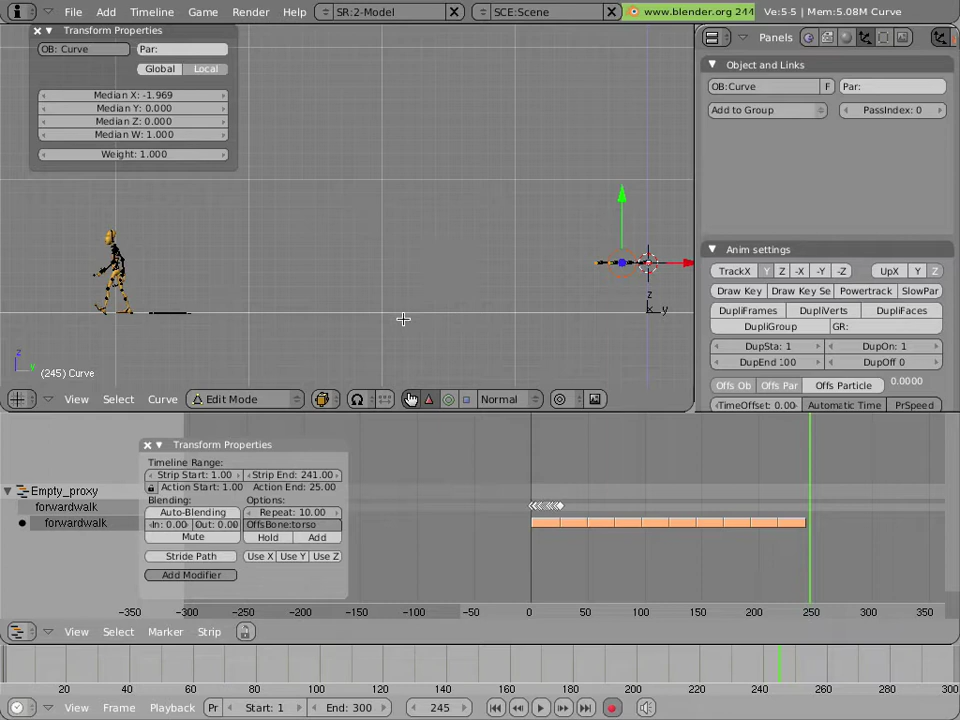 File Add Timeline Game Render Help SR:2-Model SCE:Scene www.blender.org 244 Ve:5-5 | Mem:5.08M Curve
Transform Properties
OB: Curve Par:
Global Local
Median X: -1.969
Median Y: 0.000
Median Z: 0.000
Median W: 1.000
Weight: 1.000
z
x y
z
y
(245) Curve
View Select Curve Edit Mode Normal
Panels
Object and Links
OB:Curve F Par:
Add to Group PassIndex: 0
Anim settings
TrackX Y Z -X -Y -Z UpX Y Z
Draw Key Draw Key Se Powertrack SlowPar
DupliFrames DupliVerts DupliFaces
DupliGroup GR:
DupSta: 1 DupOn: 1
DupEnd 100 DupOff 0
Offs Ob Offs Par Offs Particle 0.0000
TimeOffset: 0.00 Automatic Time PrSpeed
Empty_proxy
forwardwalk
forwardwalk
Transform Properties
Timeline Range:
Strip Start: 1.00 Strip End: 241.00
Action Start: 1.00 Action End: 25.00
Blending: Options:
Auto-Blending Repeat: 10.00
In: 0.00 Out: 0.00 OffsBone:torso
Mute Hold Add
Stride Path Use X Use Y Use Z
Add Modifier
-350 -300 -250 -200 -150 -100 -50 0 50 100 150 200 250 300 350
View Select Marker Strip
20 40 60 80 100 120 140 160 180 200 220 240 260 280 300
View Frame Playback Pr Start: 1 End: 300 245